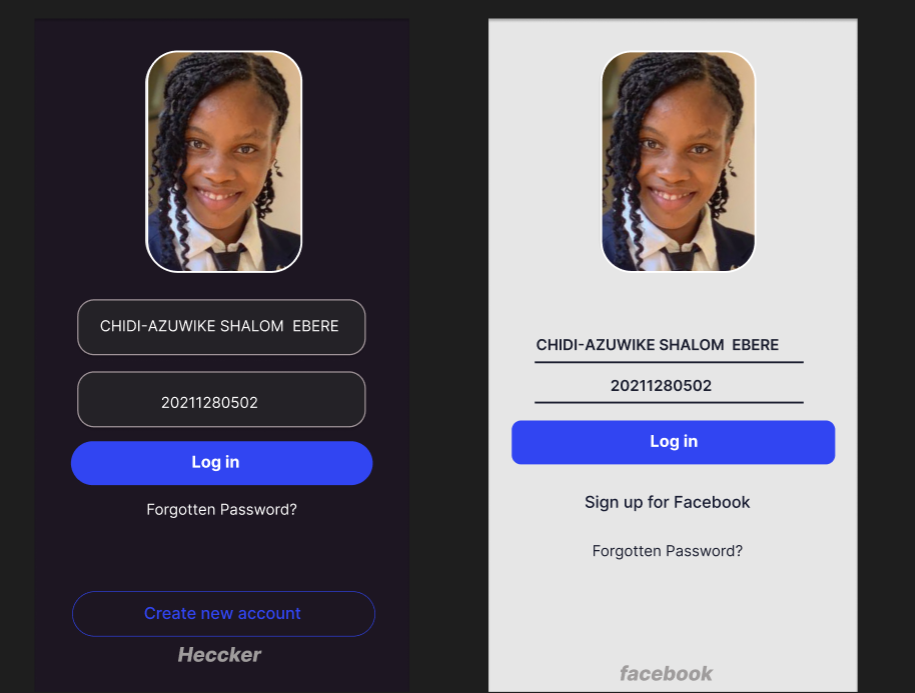 CHIDI-AZUWIKE SHALOM  EBERE
20211280502
Log in
Forgotten Password?
Create new account
Heccker
CHIDI-AZUWIKE SHALOM  EBERE
20211280502
Log in
Sign up for Facebook
Forgotten Password?
facebook